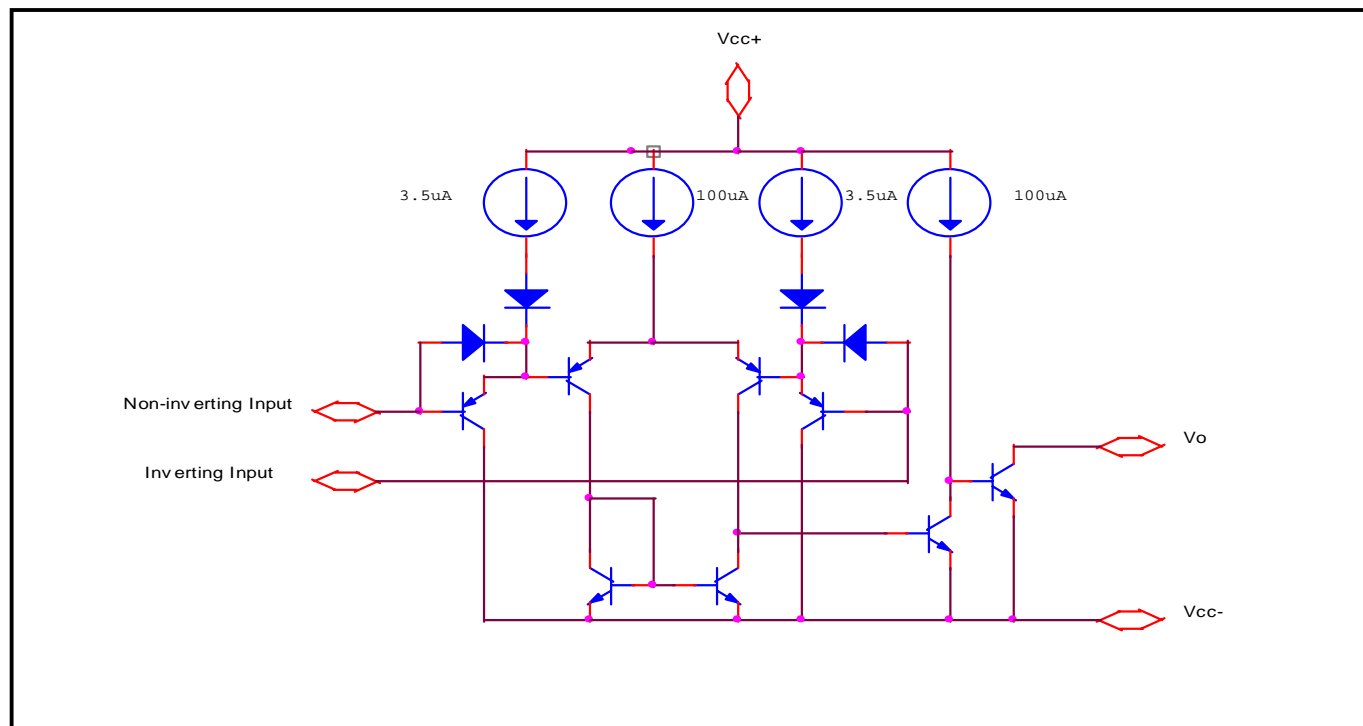 Vcc+
3.5uA
100uA
3.5uA
100uA
Non-inverting Input
Inverting Input
Vo
Vcc-